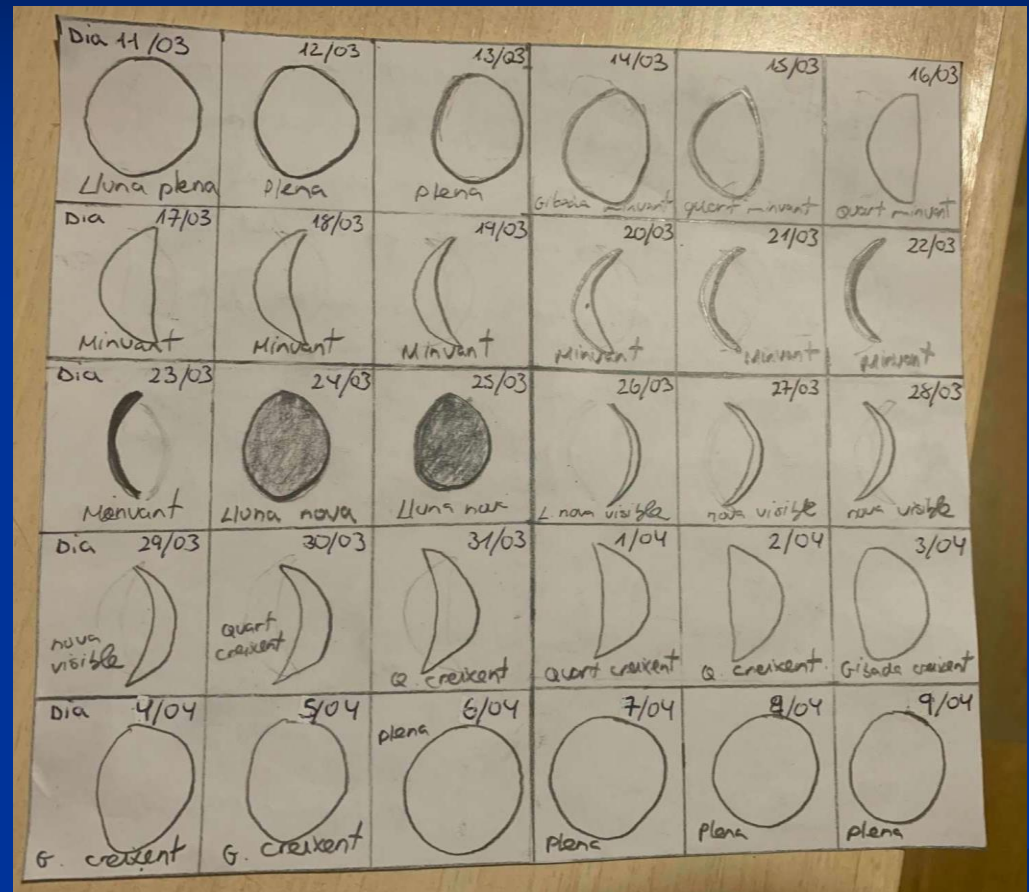 Dia 11/03
12/03
13/03
14/03
15/03
16/03
Lluna plena
Plena
plena
Gibada minvant
quart minvant
Quart minvant
Dia 17/03
18/03
19/03
20/03
21/03
22/03
Minvant
Minvant
Minvant
Minvant
Minvant
Minvant
Dia 23/03
24/03
25/03
26/03
27/03
28/03
Menvant
Lluna nova
Lluna nova
L. nova visible
nova visible
nova visible
Dia 29/03
30/03
31/03
1/04
2/04
3/04
nova
visible
Quart
creixent
Q. creixent
Quart creixent
Q. creixent.
Gibada creixent
Dia 4/04
5/04
6/04
7/04
8/04
9/04
G. creixent
G. creixent
plena
Plena
Plena
Plena